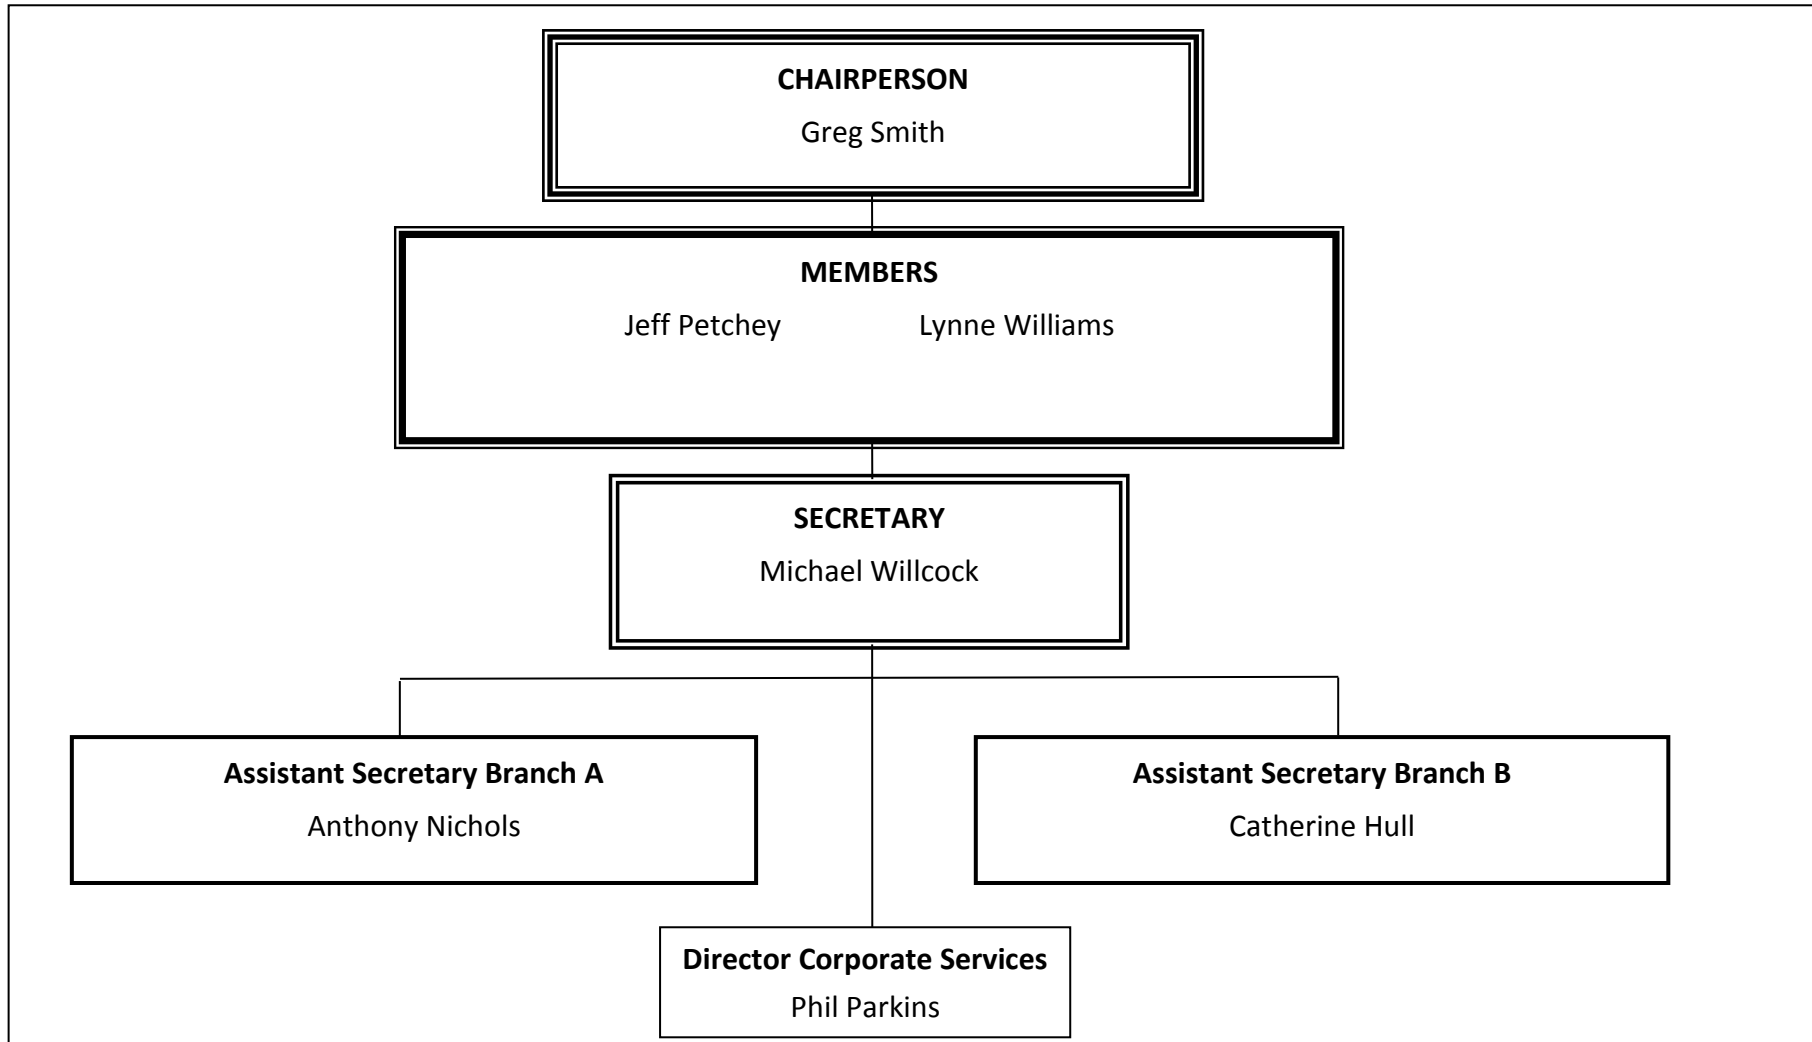 CHAIRPERSON
Greg Smith
MEMBERS
Jeff Petchey Lynne Williams
SECRETARY
Michael Willcock
Assistant Secretary Branch A
Anthony Nichols
Assistant Secretary Branch B
Catherine Hull
Director Corporate Services
Phil Parkins